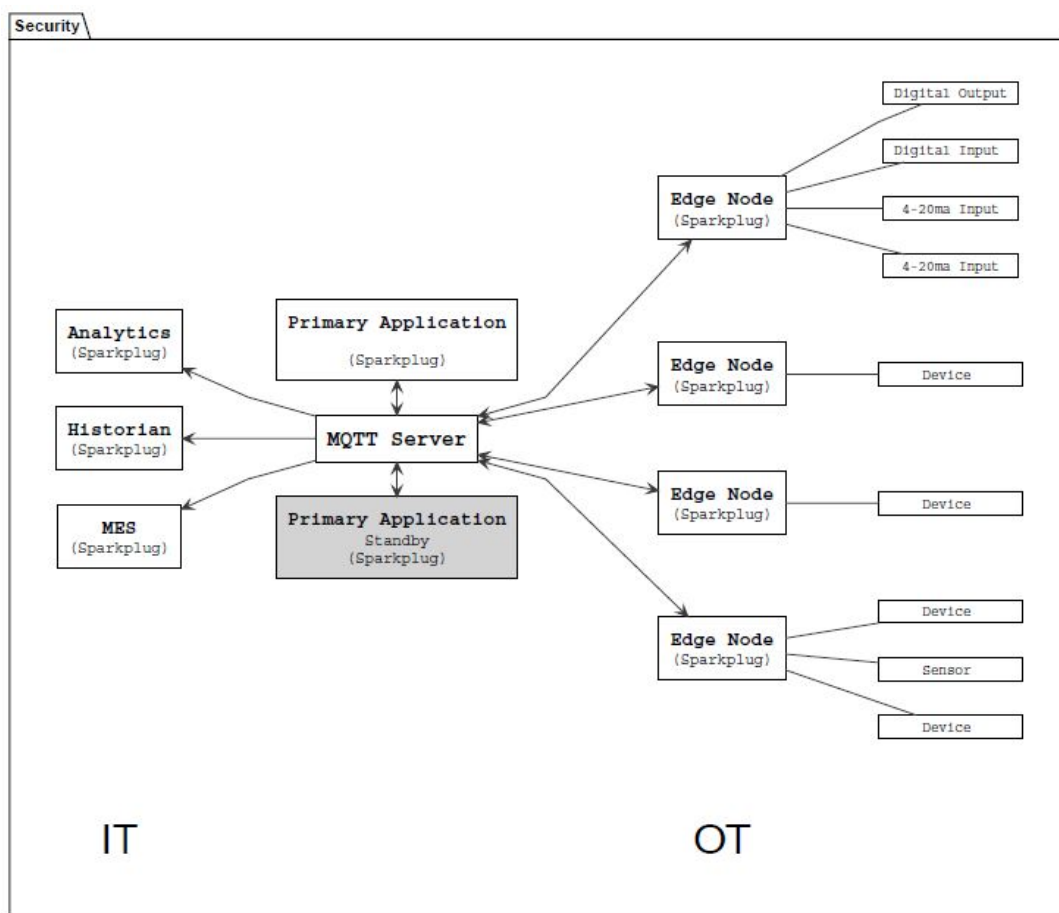 Security
Digital Output
Digital Input
4-20ma Input
4-20ma Input
Edge Node
(Sparkplug)
Primary Application
(Sparkplug)
Analytics
(Sparkplug)
Edge Node
(Sparkplug)
Device
Historian
(Sparkplug)
MQTT Server
Edge Node
(Sparkplug)
Device
MES
(Sparkplug)
Primary Application
Standby
(Sparkplug)
Edge Node
(Sparkplug)
Device
Sensor
Device
IT
OT